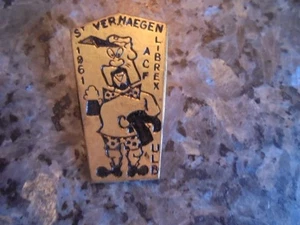 ST VERHAEGEN
1961
LIBREX
ACF
ULB